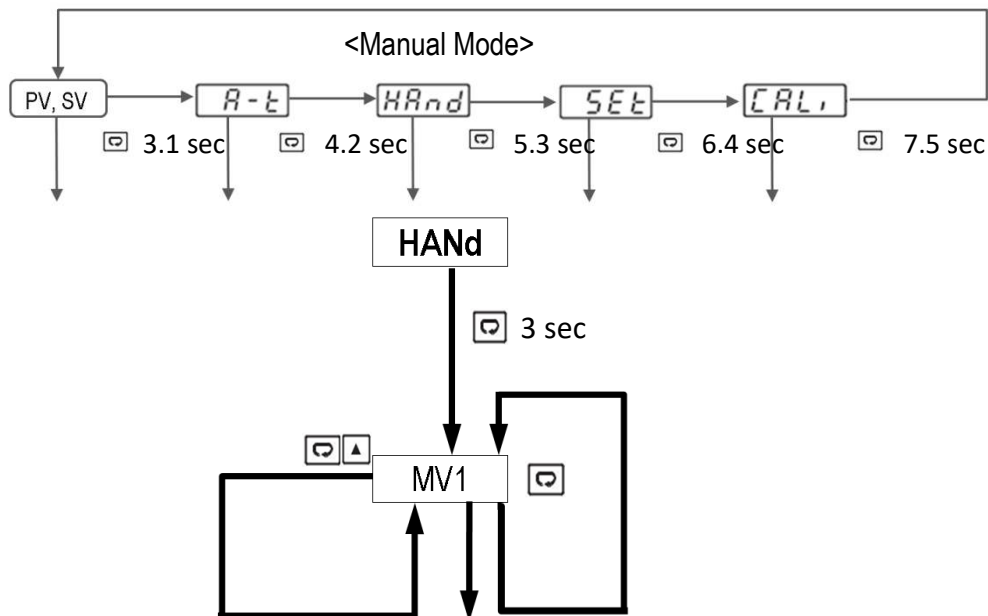 <Manual Mode>
PV, SV A-t HAnd SEt CALi
3.1 sec 4.2 sec 5.3 sec 6.4 sec 7.5 sec
HANd
3 sec
MV1